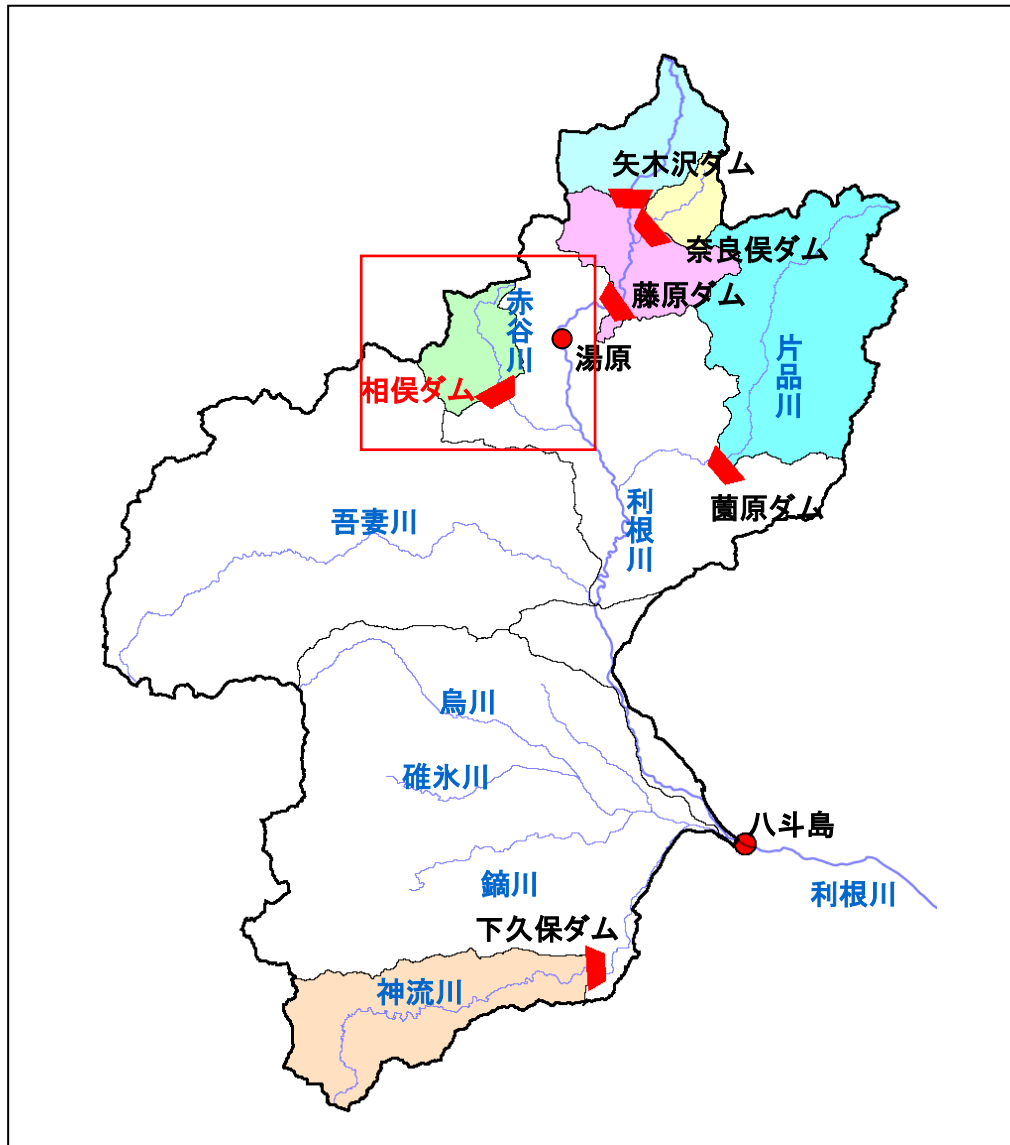 矢木沢ダム
奈良俣ダム
藤原ダム
赤谷川
湯原
片品川
相俣ダム
薗原ダム
利根川
吾妻川
烏川
碓氷川
八斗島
鏑川
利根川
下久保ダム
神流川